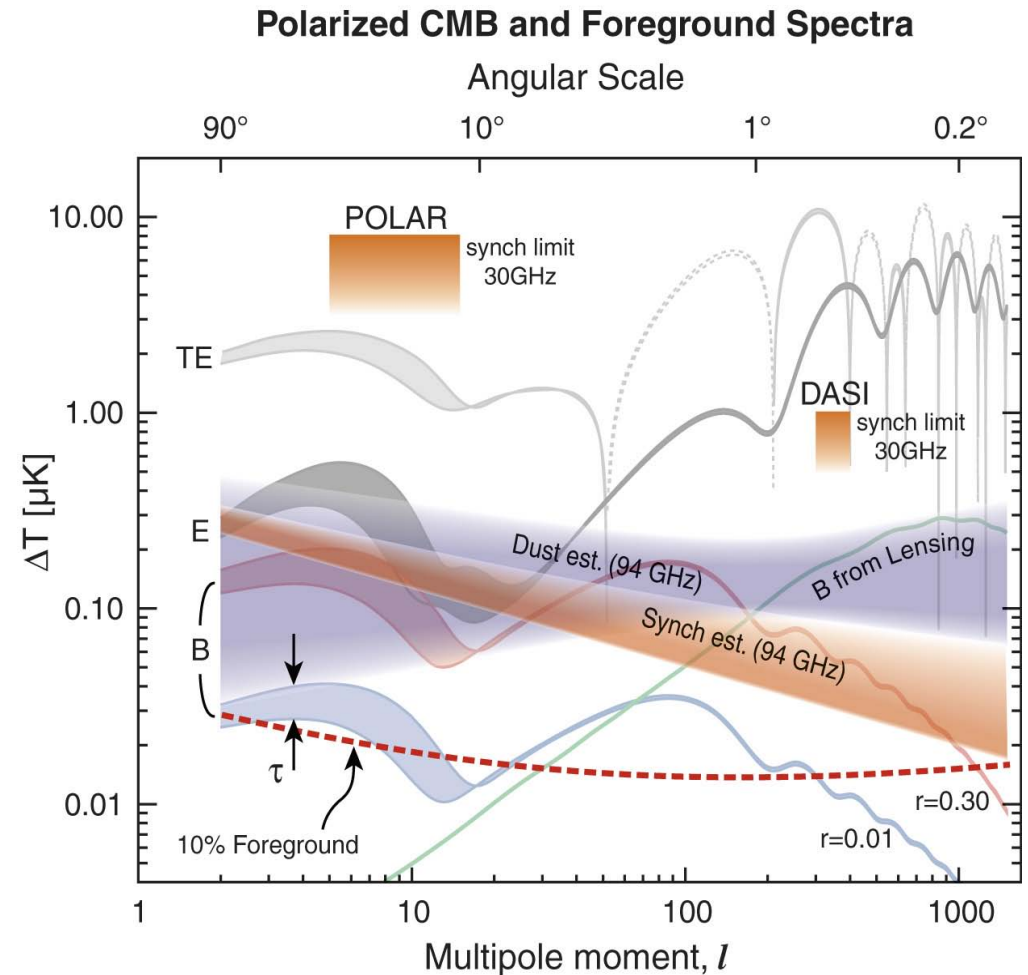 Polarized CMB and Foreground Spectra
Angular Scale
90° 10° 1° 0.2°
10.00
POLAR
synch limit
30GHz
TE
1.00
DASI
synch limit
30GHz
ΔT [μK]
E
Dust est. (94 GHz)
B from Lensing
0.10
Synch est. (94 GHz)
B
τ
0.01
r=0.30
10% Foreground
r=0.01
1 10 100 1000
Multipole moment, l